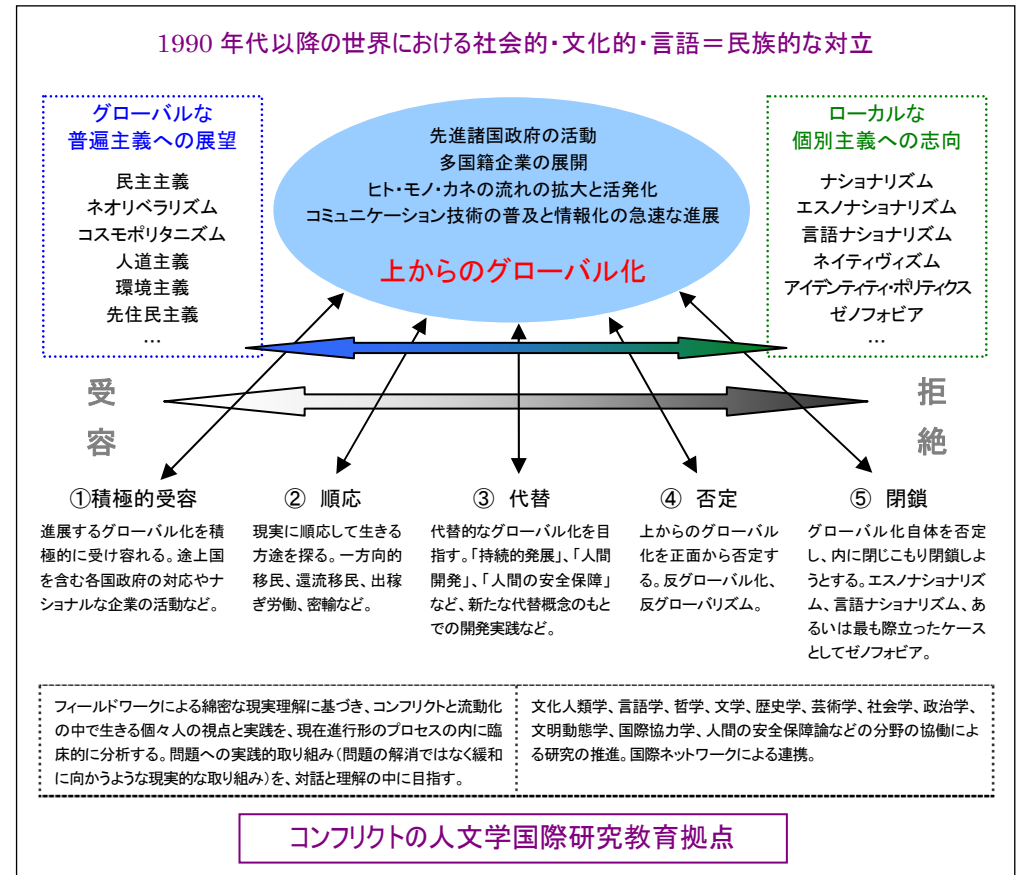 1990 年代以降の世界における社会的・文化的・言語＝民族的な対立
グローバルな
普遍主義への展望
民主主義
ネオリベラリズム
コスモポリタニズム
人道主義
環境主義
先住民主義
…
先進諸国政府の活動
多国籍企業の展開
ヒト・モノ・カネの流れの拡大と活発化
コミュニケーション技術の普及と情報化の急速な進展
上からのグローバル化
ローカルな
個別主義への志向
ナショナリズム
エスノナショナリズム
言語ナショナリズム
ネイティヴィズム
アイデンティティ・ポリティクス
ゼノフォビア
…
受
容
拒
絶
①積極的受容
進展するグローバル化を積
極的に受け容れる。途上国
を含む各国政府の対応やナ
ショナルな企業の活動など。
② 順応
現実に順応して生きる
方途を探る。一方向的
移民、還流移民、出稼
ぎ労働、密輸など。
③ 代替
代替的なグローバル化を目
指す。「持続的発展」、「人間
開発」、「人間の安全保障」
など、新たな代替概念のもと
での開発実践など。
④ 否定
上からのグローバル
化を正面から否定す
る。反グローバル化、
反グローバリズム。
⑤ 閉鎖
グローバル化自体を否定
し、内に閉じこもり閉鎖しよ
うとする。エスノナショナリズ
ム、言語ナショナリズム、あ
るいは最も際立ったケース
としてゼノフォビア。
フィールドワークによる綿密な現実理解に基づき、コンフリクトと流動化
の中で生きる個々人の視点と実践を、現在進行形のプロセスの内に臨
床的に分析する。問題への実践的取り組み（問題の解消ではなく緩和
に向かうような現実的な取り組み）を、対話と理解の中に目指す。
文化人類学、言語学、哲学、文学、歴史学、芸術学、社会学、政治学、
文明動態学、国際協力学、人間の安全保障論などの分野の協働によ
る研究の推進。国際ネットワークによる連携。
コンフリクトの人文学国際研究教育拠点